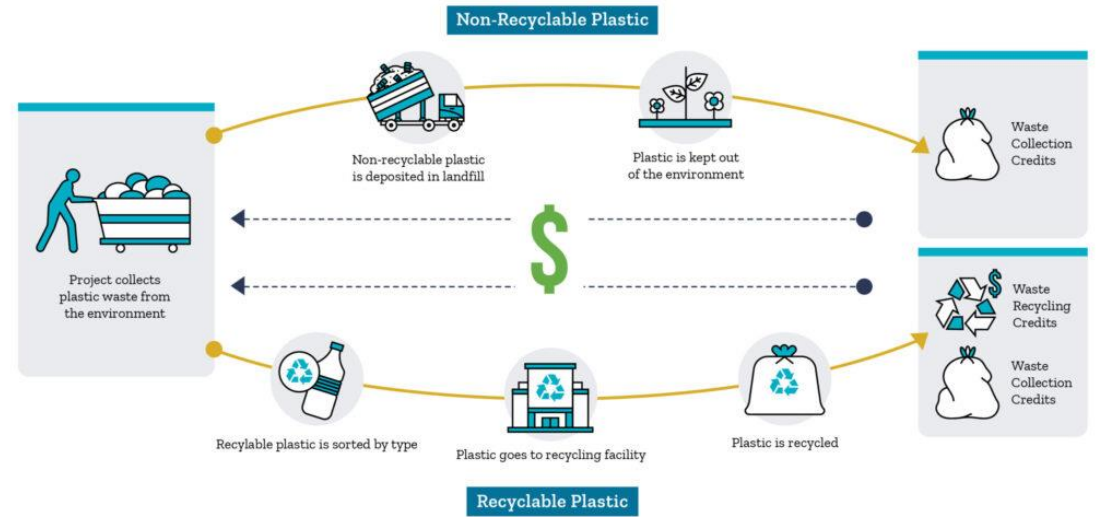 Non-Recyclable Plastic
Non-recyclable plastic
is deposited in landfill
Plastic is kept out
of the environment
Waste
Collection
Credits
Project collects
plastic waste from
the environment
$
$
Waste
Recycling
Credits
Waste
Collection
Credits
Recylable plastic is sorted by type
Plastic goes to recycling facility
Plastic is recycled
Recyclable Plastic